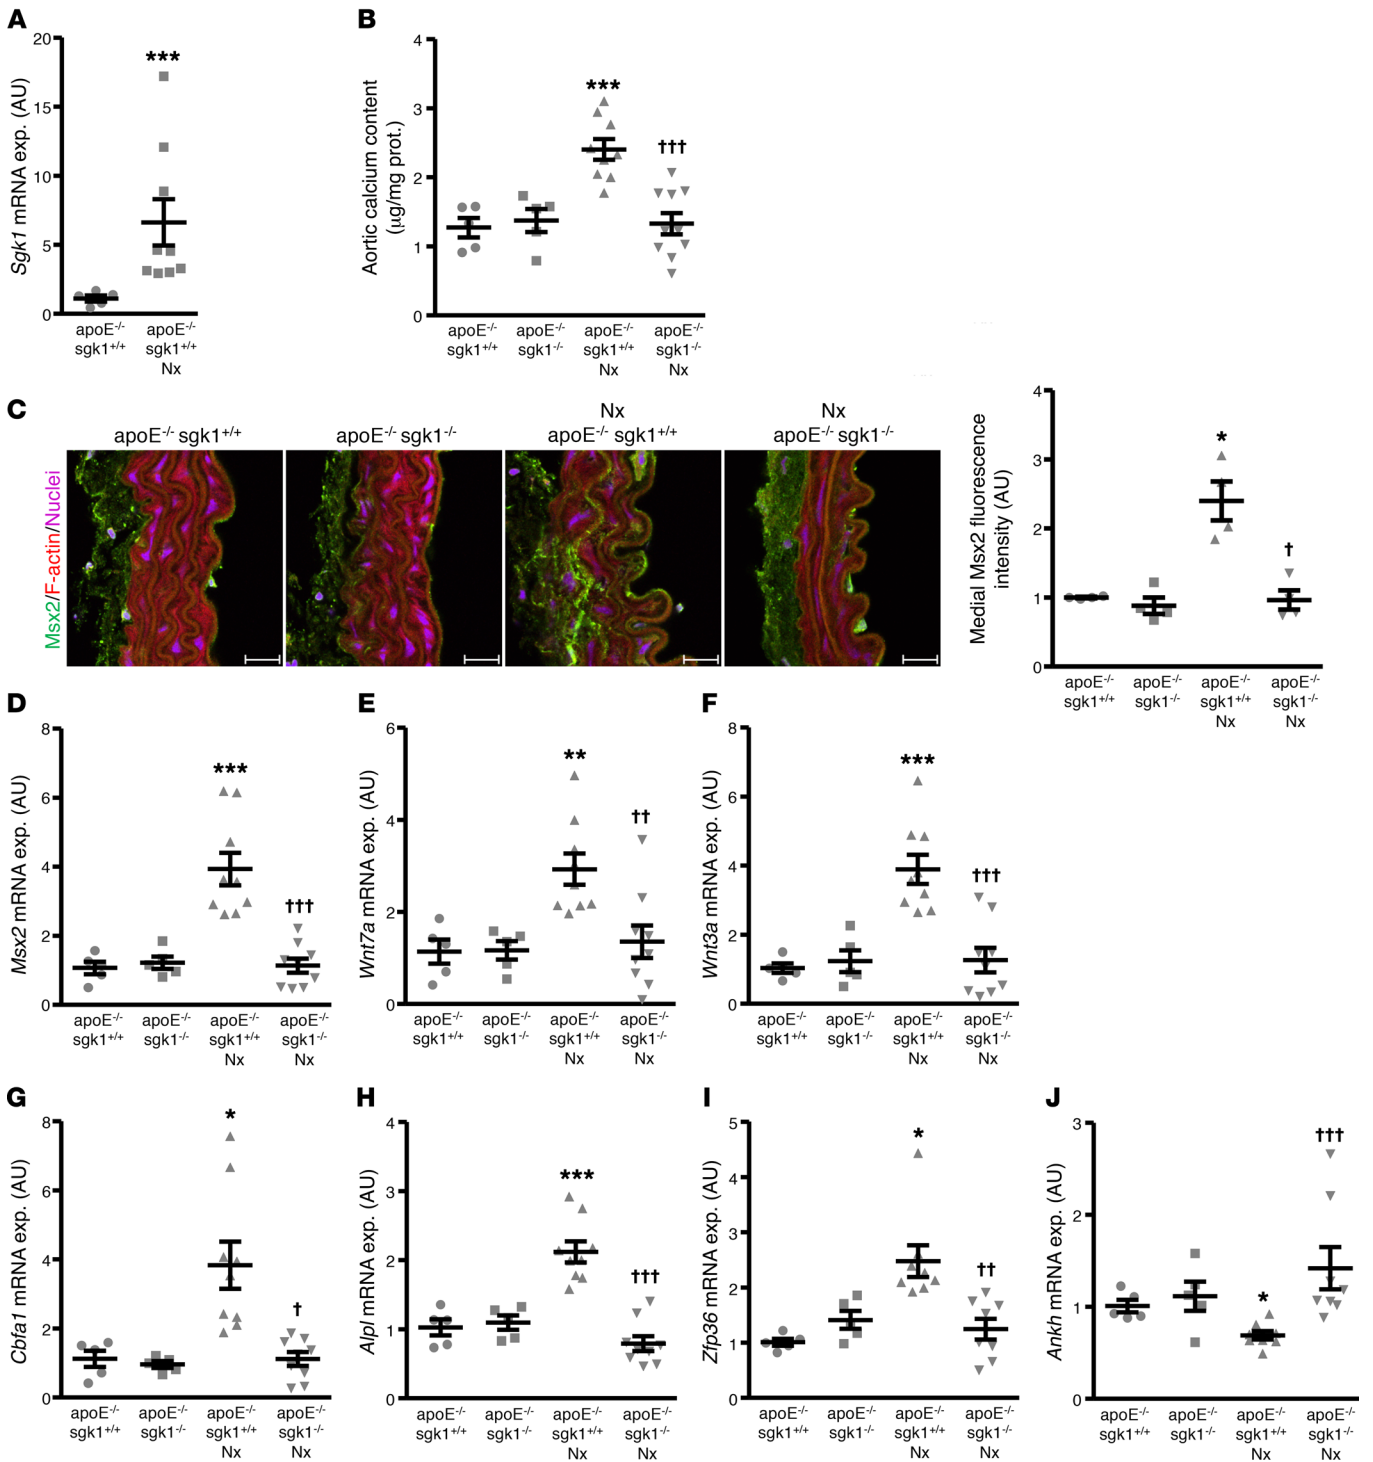 A
Sgk1 mRNA exp. (AU)
20
15
10
5
0
***
apoE-/-
sgk1+/+
apoE-/-
sgk1+/+
Nx
B
Aortic calcium content
(µg/mg prot.)
4
3
2
1
0
***
†††
apoE-/-
sgk1+/+
apoE-/-
sgk1-/-
apoE-/-
sgk1+/+
Nx
apoE-/-
sgk1-/-
Nx
C
Msx2/F-actin/Nuclei
apoE-/- sgk1+/+
apoE-/- sgk1-/-
Nx
apoE-/- sgk1+/+
Nx
apoE-/- sgk1-/-
Medial Msx2 fluorescence
intensity (AU)
4
3
2
1
0
*
†
apoE-/-
sgk1+/+
apoE-/-
sgk1-/-
apoE-/-
sgk1+/+
Nx
apoE-/-
sgk1-/-
Nx
D
Msx2 mRNA exp. (AU)
8
6
4
2
0
***
†††
apoE-/-
sgk1+/+
apoE-/-
sgk1-/-
apoE-/-
sgk1+/+
Nx
apoE-/-
sgk1-/-
Nx
E
Wnt7a mRNA exp. (AU)
6
4
2
0
**
††
apoE-/-
sgk1+/+
apoE-/-
sgk1-/-
apoE-/-
sgk1+/+
Nx
apoE-/-
sgk1-/-
Nx
F
Wnt3a mRNA exp. (AU)
8
6
4
2
0
***
†††
apoE-/-
sgk1+/+
apoE-/-
sgk1-/-
apoE-/-
sgk1+/+
Nx
apoE-/-
sgk1-/-
Nx
G
Cbfa1 mRNA exp. (AU)
8
6
4
2
0
*
†
apoE-/-
sgk1+/+
apoE-/-
sgk1-/-
apoE-/-
sgk1+/+
Nx
apoE-/-
sgk1-/-
Nx
H
Alpl mRNA exp. (AU)
4
3
2
1
0
***
†††
apoE-/-
sgk1+/+
apoE-/-
sgk1-/-
apoE-/-
sgk1+/+
Nx
apoE-/-
sgk1-/-
Nx
I
Zfp36 mRNA exp. (AU)
5
4
3
2
1
0
*
††
apoE-/-
sgk1+/+
apoE-/-
sgk1-/-
apoE-/-
sgk1+/+
Nx
apoE-/-
sgk1-/-
Nx
J
Ankh mRNA exp. (AU)
3
2
1
0
*
†††
apoE-/-
sgk1+/+
apoE-/-
sgk1-/-
apoE-/-
sgk1+/+
Nx
apoE-/-
sgk1-/-
Nx